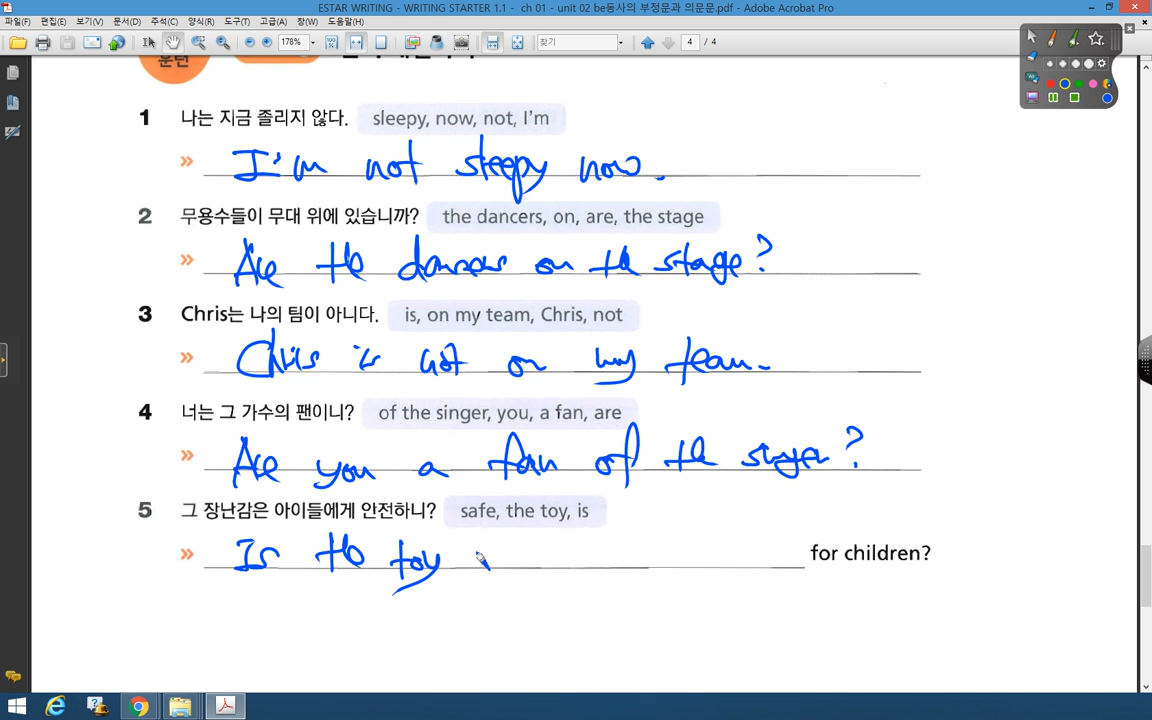 ESTAR WRITING - WRITING STARTER 1.1 - ch 01 - unit 02 be동사의 부정문과 의문문.pdf - Adobe Acrobat Pro
파일(F) 편집(E) 보기(V) 문서(D) 주석(C) 양식(R) 도구(T) 고급(A) 창(W) 도움말(H)
178% 찾기 4 / 4
훈련
1 나는 지금 졸리지 않다. sleepy, now, not, I'm
» I'm not sleepy now.
2 무용수들이 무대 위에 있습니까? the dancers, on, are, the stage
» Are the dancers on the stage?
3 Chris는 나의 팀이 아니다. is, on my team, Chris, not
» Chris is not on my team.
4 너는 그 가수의 팬이니? of the singer, you, a fan, are
» Are you a fan of the singer?
5 그 장난감은 아이들에게 안전하니? safe, the toy, is
» Is the toy for children?